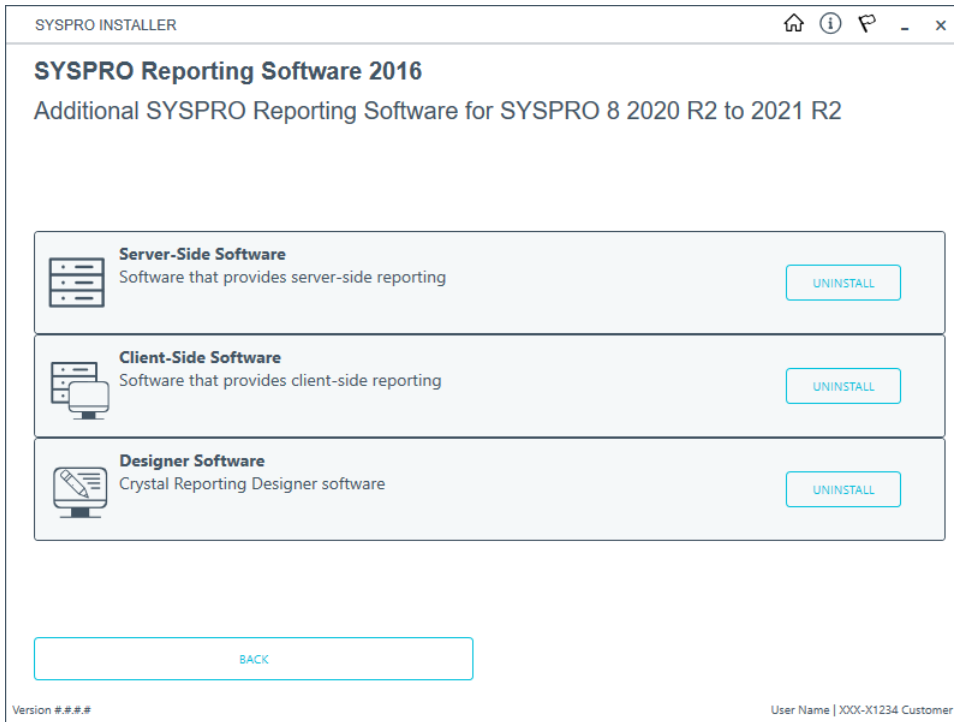 SYSPRO INSTALLER
SYSPRO Reporting Software 2016
Additional SYSPRO Reporting Software for SYSPRO 8 2020 R2 to 2021 R2
Server-Side Software
Software that provides server-side reporting
UNINSTALL
Client-Side Software
Software that provides client-side reporting
UNINSTALL
Designer Software
Crystal Reporting Designer software
UNINSTALL
BACK
Version #.#.#.#
User Name | XXX-X1234 Customer